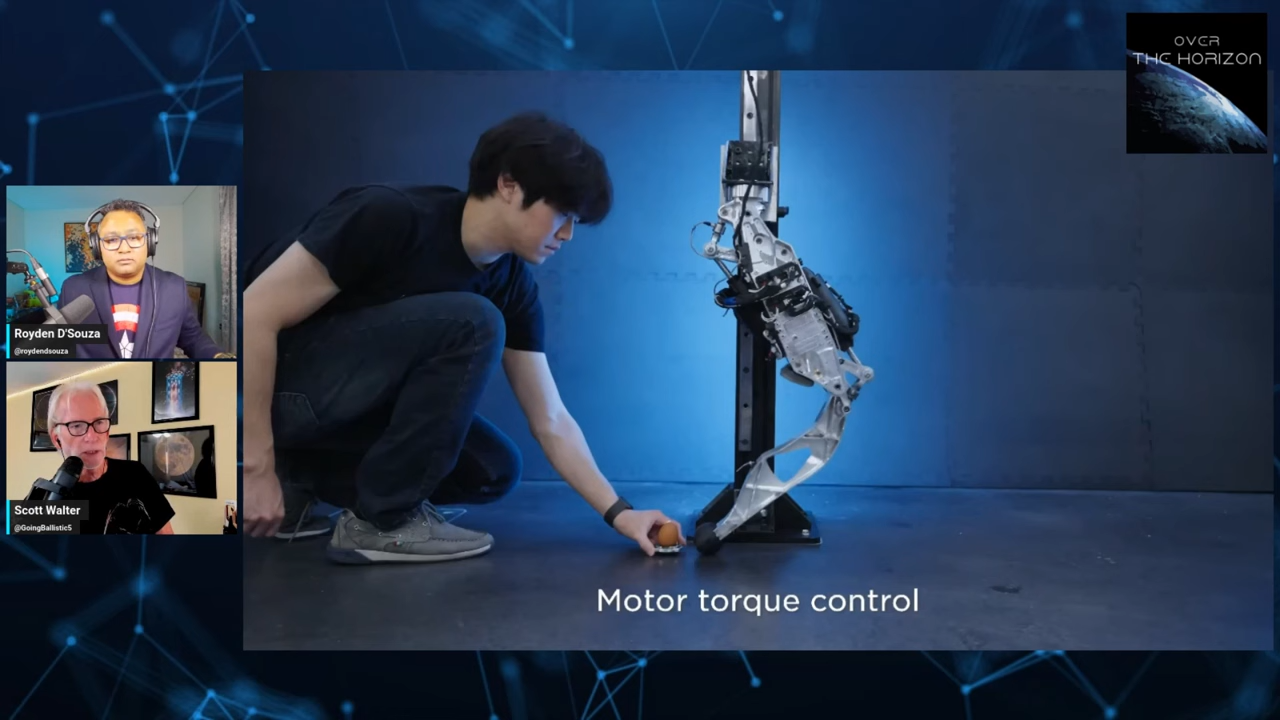 OVER
THE HORIZON
Royden D'Souza
@roydendsouza
Scott Walter
@GoingBallistic5
Motor torque control